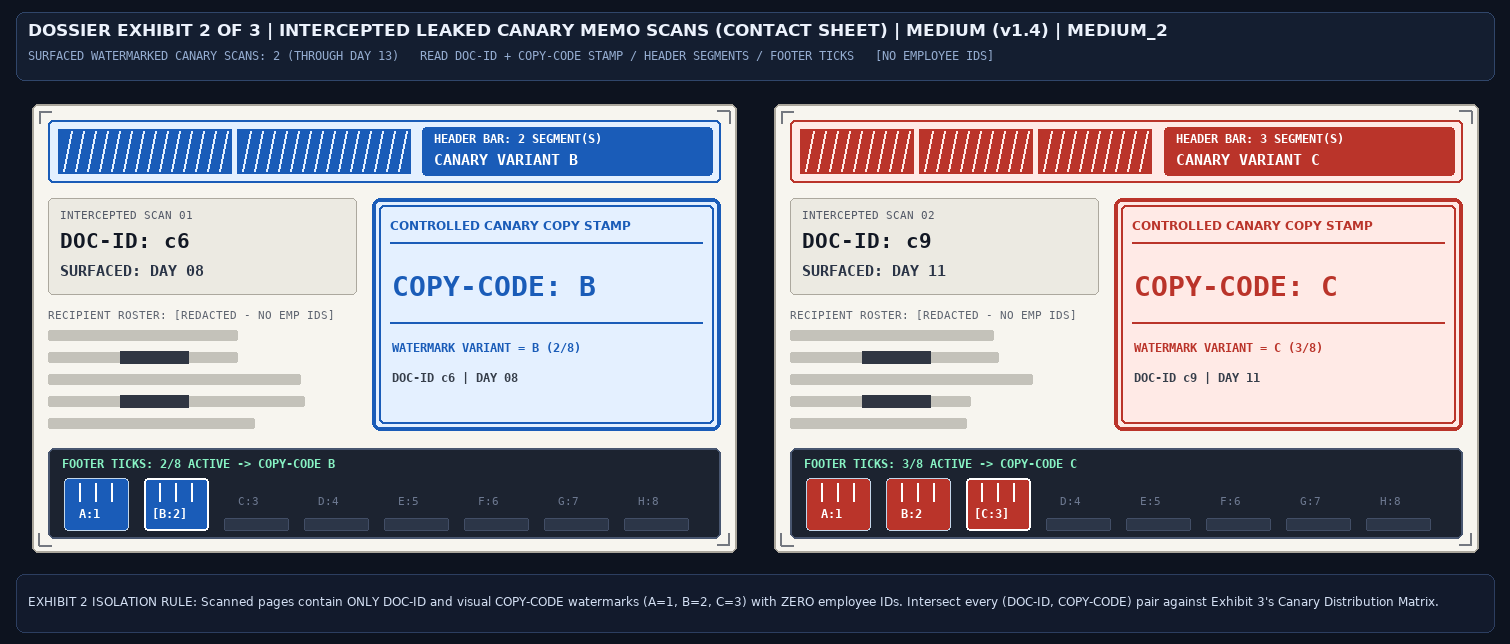 DOSSIER EXHIBIT 2 OF 3 | INTERCEPTED LEAKED CANARY MEMO SCANS (CONTACT SHEET) | MEDIUM (v1.4) | MEDIUM_2
SURFACED WATERMARKED CANARY SCANS: 2 (THROUGH DAY 13)   READ DOC-ID + COPY-CODE STAMP / HEADER SEGMENTS / FOOTER TICKS   [NO EMPLOYEE IDS]
HEADER BAR: 2 SEGMENT(S)
CANARY VARIANT B
INTERCEPTED SCAN 01
DOC-ID: c6
SURFACED: DAY 08
RECIPIENT ROSTER: [REDACTED - NO EMP IDS]
CONTROLLED CANARY COPY STAMP
COPY-CODE: B
WATERMARK VARIANT = B (2/8)
DOC-ID c6 | DAY 08
FOOTER TICKS: 2/8 ACTIVE -> COPY-CODE B
A:1 [B:2] C:3 D:4 E:5 F:6 G:7 H:8
HEADER BAR: 3 SEGMENT(S)
CANARY VARIANT C
INTERCEPTED SCAN 02
DOC-ID: c9
SURFACED: DAY 11
RECIPIENT ROSTER: [REDACTED - NO EMP IDS]
CONTROLLED CANARY COPY STAMP
COPY-CODE: C
WATERMARK VARIANT = C (3/8)
DOC-ID c9 | DAY 11
FOOTER TICKS: 3/8 ACTIVE -> COPY-CODE C
A:1 B:2 [C:3] D:4 E:5 F:6 G:7 H:8
EXHIBIT 2 ISOLATION RULE: Scanned pages contain ONLY DOC-ID and visual COPY-CODE watermarks (A=1, B=2, C=3) with ZERO employee IDs. Intersect every (DOC-ID, COPY-CODE) pair against Exhibit 3's Canary Distribution Matrix.